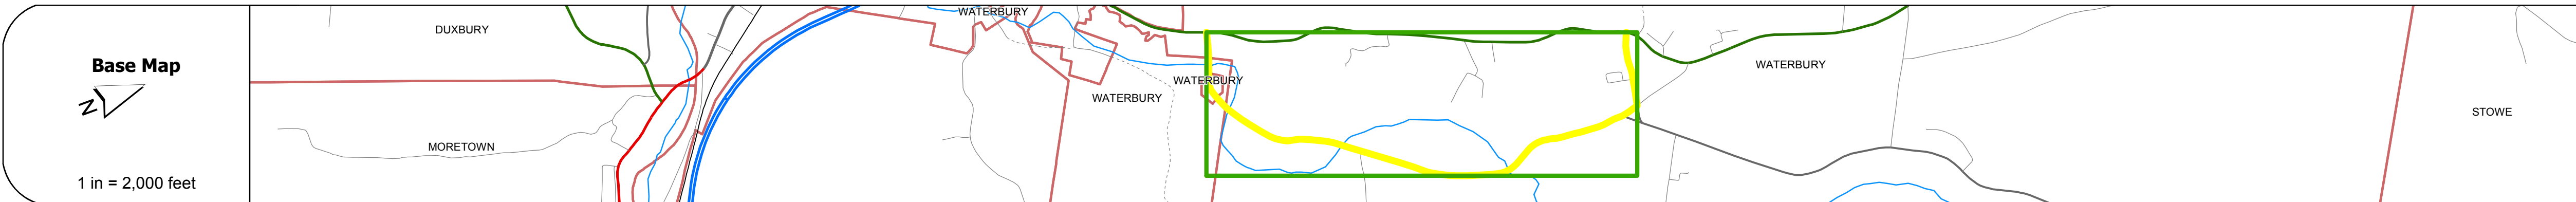 Base Map
N
1 in = 2,000 feet
DUXBURY
MORETOWN
WATERBURY
WATERBURY
WATERBURY
WATERBURY
STOWE